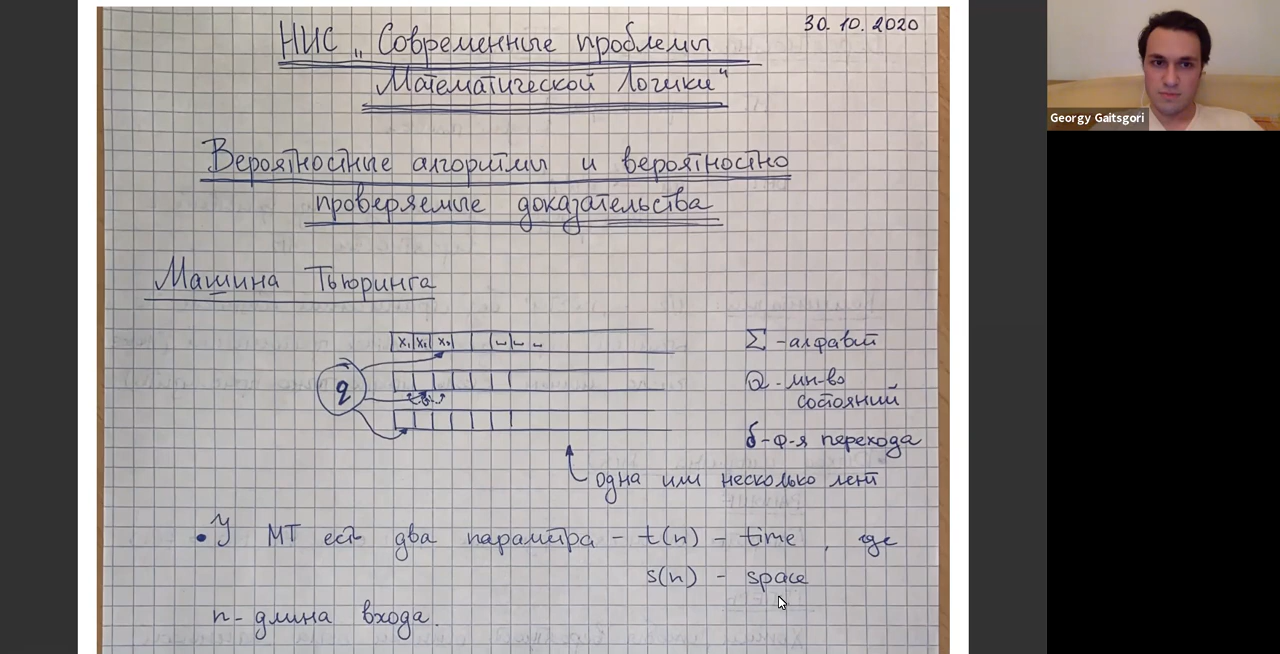 30. 10. 2020
НИС „Современные проблемы
Математической Логики“
Вероятностные алгоритмы и вероятностно
проверяемые доказательства
Машина Тьюринга
x₁ x₂ x₃
q
Σ - алфавит
Q - мн-во
состояний
δ - ф-я перехода
одна или несколько лент
• У МТ есть два параметра - t(n) - time, где
s(n) - space
n - длина входа.
Georgy Gaitsgori